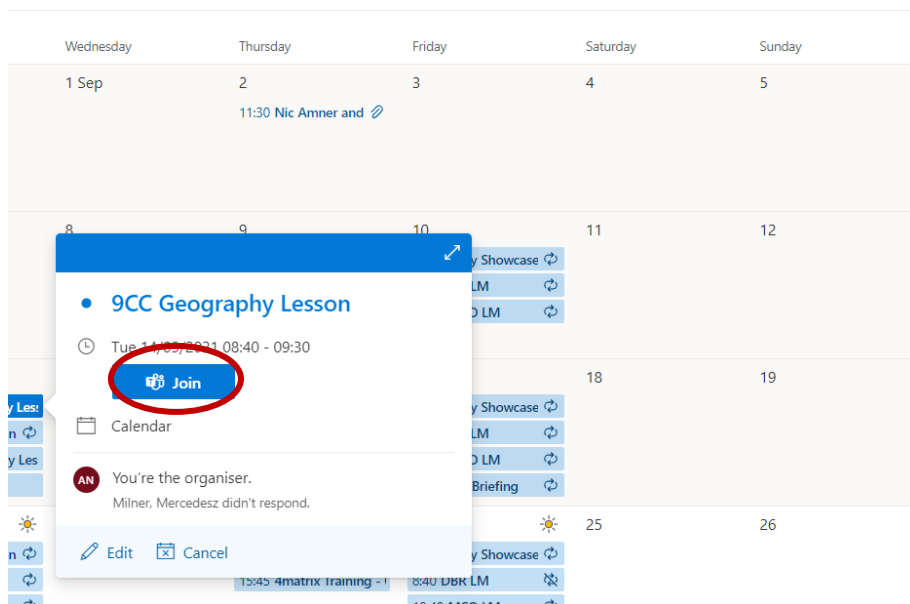 Wednesday Thursday Friday Saturday Sunday
1 Sep 2 3 4 5
11:30 Nic Amner and
8 9 10 11 12
y Showcase
LM
LM
9CC Geography Lesson
Tue 14/09/2021 08:40 - 09:30
Join
18 19
y Les:
y Showcase
n
LM
Calendar
y Les
LM
Briefing
AN You're the organiser.
Milner, Mercedesz didn't respond.
25 26
n
Edit Cancel
y Showcase
15:45 4matrix Training -
8:40 DBR LM